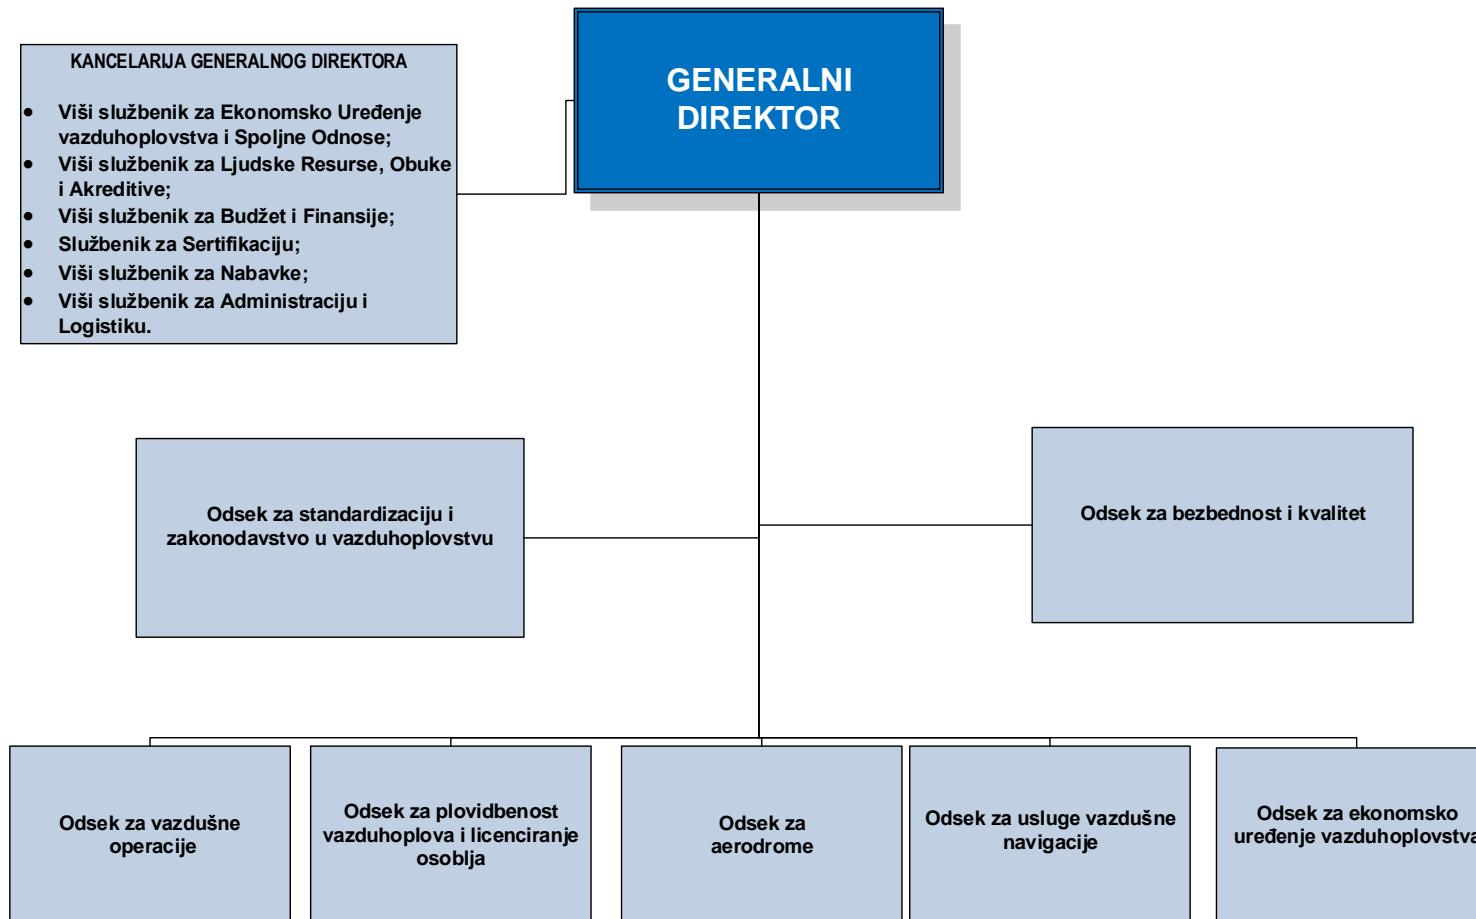 GENERALNI
DIREKTOR
KANCELARIJA GENERALNOG DIREKTORA
• Viši službenik za Ekonomsko Uređenje
vazduhoplovstva i Spoljne Odnose;
• Viši službenik za Ljudske Resurse, Obuke
i Akreditive;
• Viši službenik za Budžet i Finansije;
• Službenik za Sertifikaciju;
• Viši službenik za Nabavke;
• Viši službenik za Administraciju i
Logistiku.
Odsek za standardizaciju i
zakonodavstvo u vazduhoplovstvu
Odsek za bezbednost i kvalitet
Odsek za vazdušne
operacije
Odsek za plovidbenost
vazduhoplova i licenciranje
osoblja
Odsek za
aerodrome
Odsek za usluge vazdušne
navigacije
Odsek za ekonomsko
uređenje vazduhoplovstva